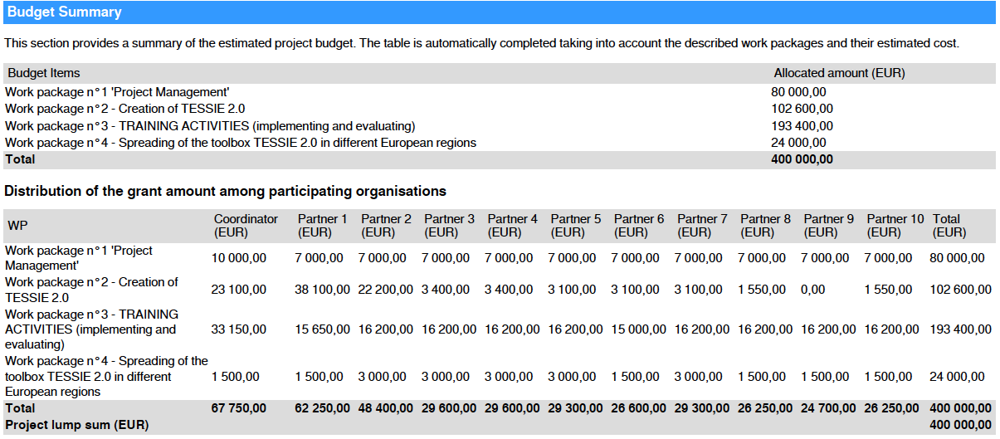 Budget Summary
This section provides a summary of the estimated project budget. The table is automatically completed taking into account the described work packages and their estimated cost.
Budget Items Allocated amount (EUR)
Work package n°1 'Project Management' 80 000,00
Work package n°2 - Creation of TESSIE 2.0 102 600,00
Work package n°3 - TRAINING ACTIVITIES (implementing and evaluating) 193 400,00
Work package n°4 - Spreading of the toolbox TESSIE 2.0 in different European regions 24 000,00
Total 400 000,00
Distribution of the grant amount among participating organisations
WP Coordinator (EUR) Partner 1 (EUR) Partner 2 (EUR) Partner 3 (EUR) Partner 4 (EUR) Partner 5 (EUR) Partner 6 (EUR) Partner 7 (EUR) Partner 8 (EUR) Partner 9 (EUR) Partner 10 (EUR) Total (EUR)
Work package n°1 'Project Management' 10 000,00 7 000,00 7 000,00 7 000,00 7 000,00 7 000,00 7 000,00 7 000,00 7 000,00 7 000,00 7 000,00 80 000,00
Work package n°2 - Creation of TESSIE 2.0 23 100,00 38 100,00 22 200,00 3 400,00 3 400,00 3 100,00 3 100,00 3 100,00 1 550,00 0,00 1 550,00 102 600,00
Work package n°3 - TRAINING ACTIVITIES (implementing and evaluating) 33 150,00 15 650,00 16 200,00 16 200,00 16 200,00 16 200,00 15 000,00 16 200,00 16 200,00 16 200,00 16 200,00 193 400,00
Work package n°4 - Spreading of the toolbox TESSIE 2.0 in different European regions 1 500,00 1 500,00 3 000,00 3 000,00 3 000,00 3 000,00 1 500,00 3 000,00 1 500,00 1 500,00 1 500,00 24 000,00
Total 67 750,00 62 250,00 48 400,00 29 600,00 29 600,00 29 300,00 26 600,00 29 300,00 26 250,00 24 700,00 26 250,00 400 000,00
Project lump sum (EUR) 400 000,00